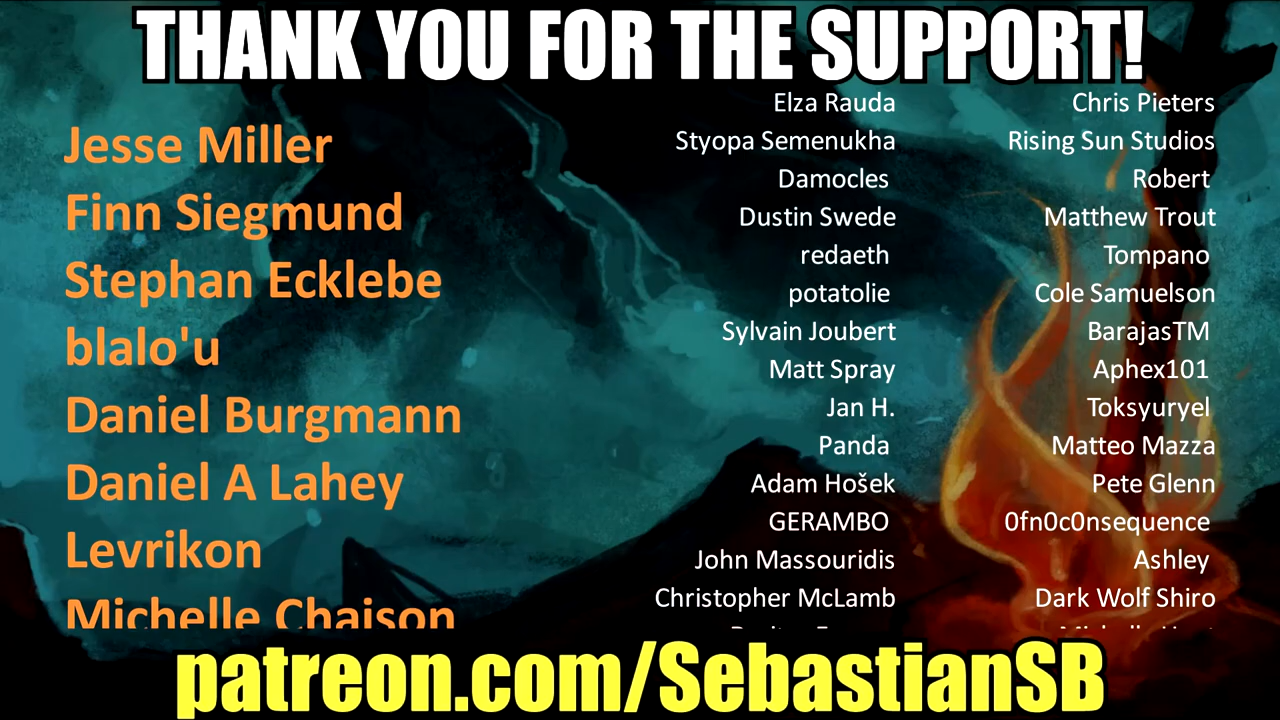 THANK YOU FOR THE SUPPORT!
Jesse Miller
Finn Siegmund
Stephan Ecklebe
blalo'u
Daniel Burgmann
Daniel A Lahey
Levrikon
Michelle Chaison
Elza Rauda
Styopa Semenukha
Damocles
Dustin Swede
redaeth
potatolie
Sylvain Joubert
Matt Spray
Jan H.
Panda
Adam Hošek
GERAMBO
John Massouridis
Christopher McLamb
Chris Pieters
Rising Sun Studios
Robert
Matthew Trout
Tompano
Cole Samuelson
BarajasTM
Aphex101
Toksyuryel
Matteo Mazza
Pete Glenn
0fn0c0nsequence
Ashley
Dark Wolf Shiro
patreon.com/SebastianSB